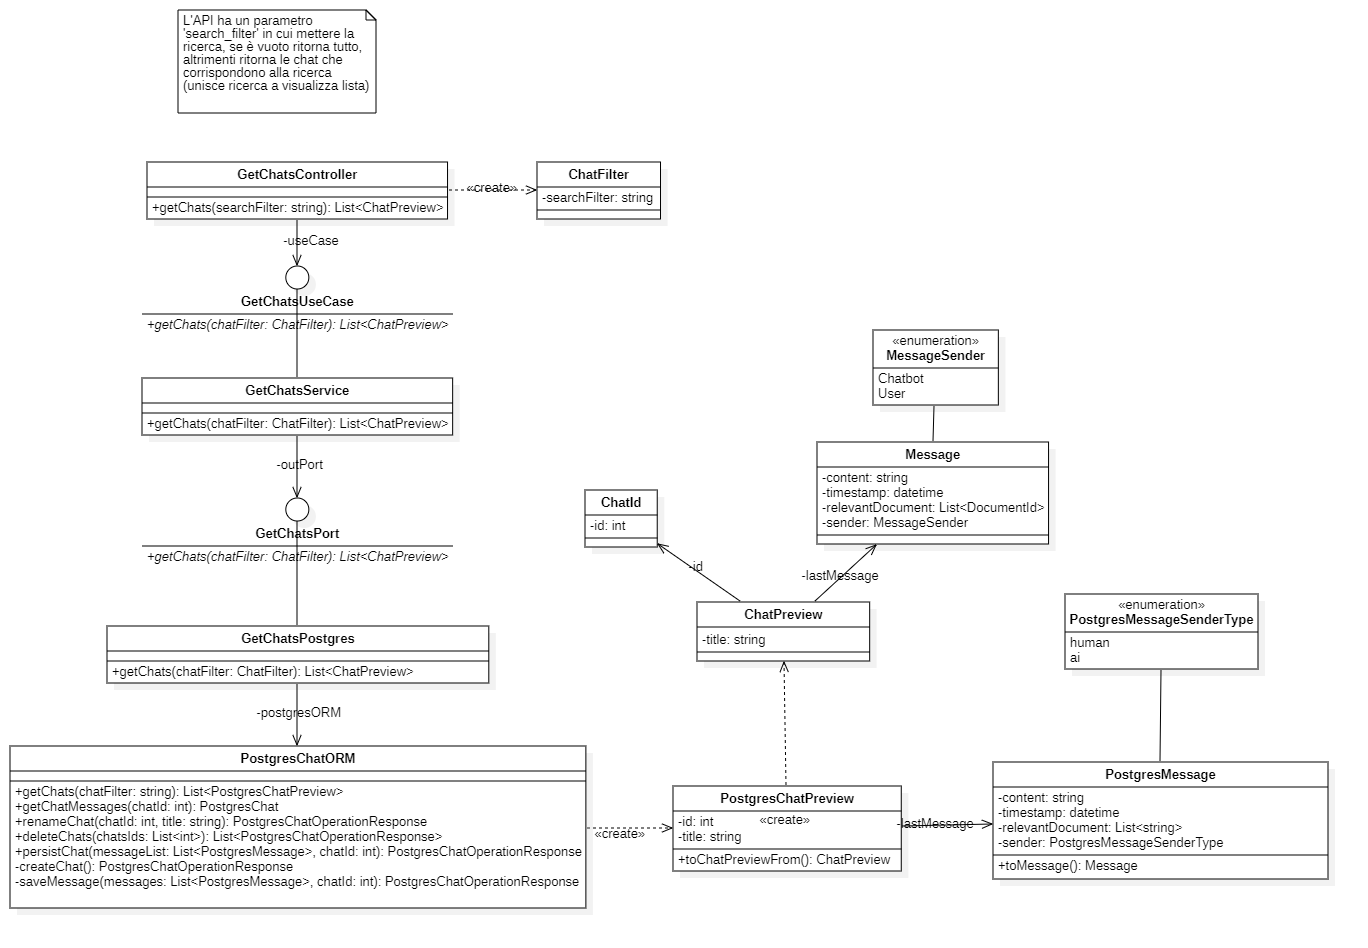 L'API ha un parametro
'search_filter' in cui mettere la
ricerca, se è vuoto ritorna tutto,
altrimenti ritorna le chat che
corrispondono alla ricerca
(unisce ricerca a visualizza lista)
GetChatsController
+getChats(searchFilter: string): List<ChatPreview>
«create»
ChatFilter
-searchFilter: string
-useCase
GetChatsUseCase
+getChats(chatFilter: ChatFilter): List<ChatPreview>
GetChatsService
+getChats(chatFilter: ChatFilter): List<ChatPreview>
-outPort
GetChatsPort
+getChats(chatFilter: ChatFilter): List<ChatPreview>
GetChatsPostgres
+getChats(chatFilter: ChatFilter): List<ChatPreview>
-postgresORM
PostgresChatORM
+getChats(chatFilter: string): List<PostgresChatPreview>
+getChatMessages(chatId: int): PostgresChat
+renameChat(chatId: int, title: string): PostgresChatOperationResponse
+deleteChats(chatsIds: List<int>): List<PostgresChatOperationResponse>
+persistChat(messageList: List<PostgresMessage>, chatId: int): PostgresChatOperationResponse
-createChat(): PostgresChatOperationResponse
-saveMessage(messages: List<PostgresMessage>, chatId: int): PostgresChatOperationResponse
«create»
«enumeration»
MessageSender
Chatbot
User
Message
-content: string
-timestamp: datetime
-relevantDocument: List<DocumentId>
-sender: MessageSender
ChatId
-id: int
-id
-lastMessage
ChatPreview
-title: string
PostgresChatPreview
-id: int
-title: string
«create»
+toChatPreviewFrom(): ChatPreview
-lastMessage
«enumeration»
PostgresMessageSenderType
human
ai
PostgresMessage
-content: string
-timestamp: datetime
-relevantDocument: List<string>
-sender: PostgresMessageSenderType
+toMessage(): Message